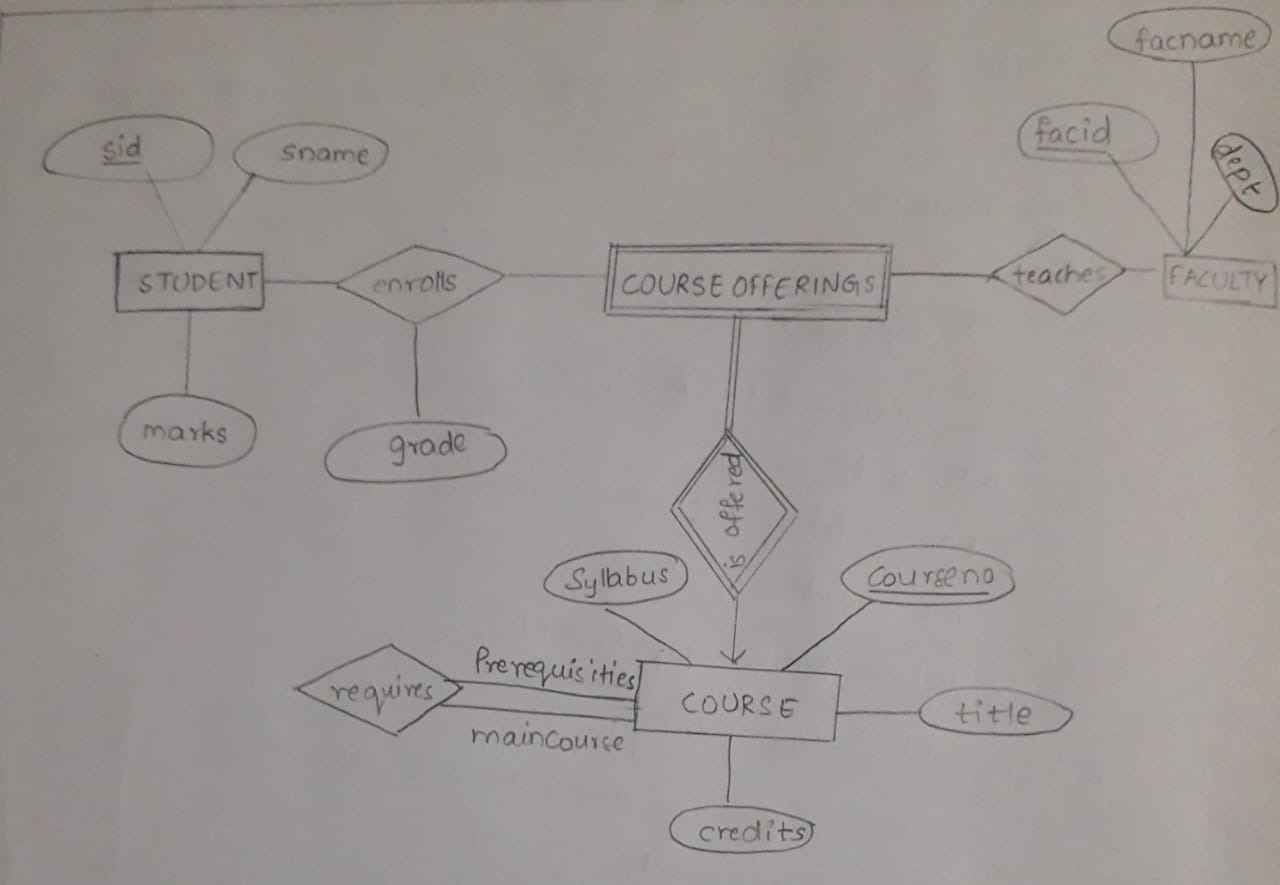 facname
facid
dept
sid
sname
STUDENT
enrolls
COURSE OFFERINGS
teaches
FACULTY
marks
grade
is offered
Syllabus
Courseno
Prerequisities
requires
maincourse
COURSE
title
credits